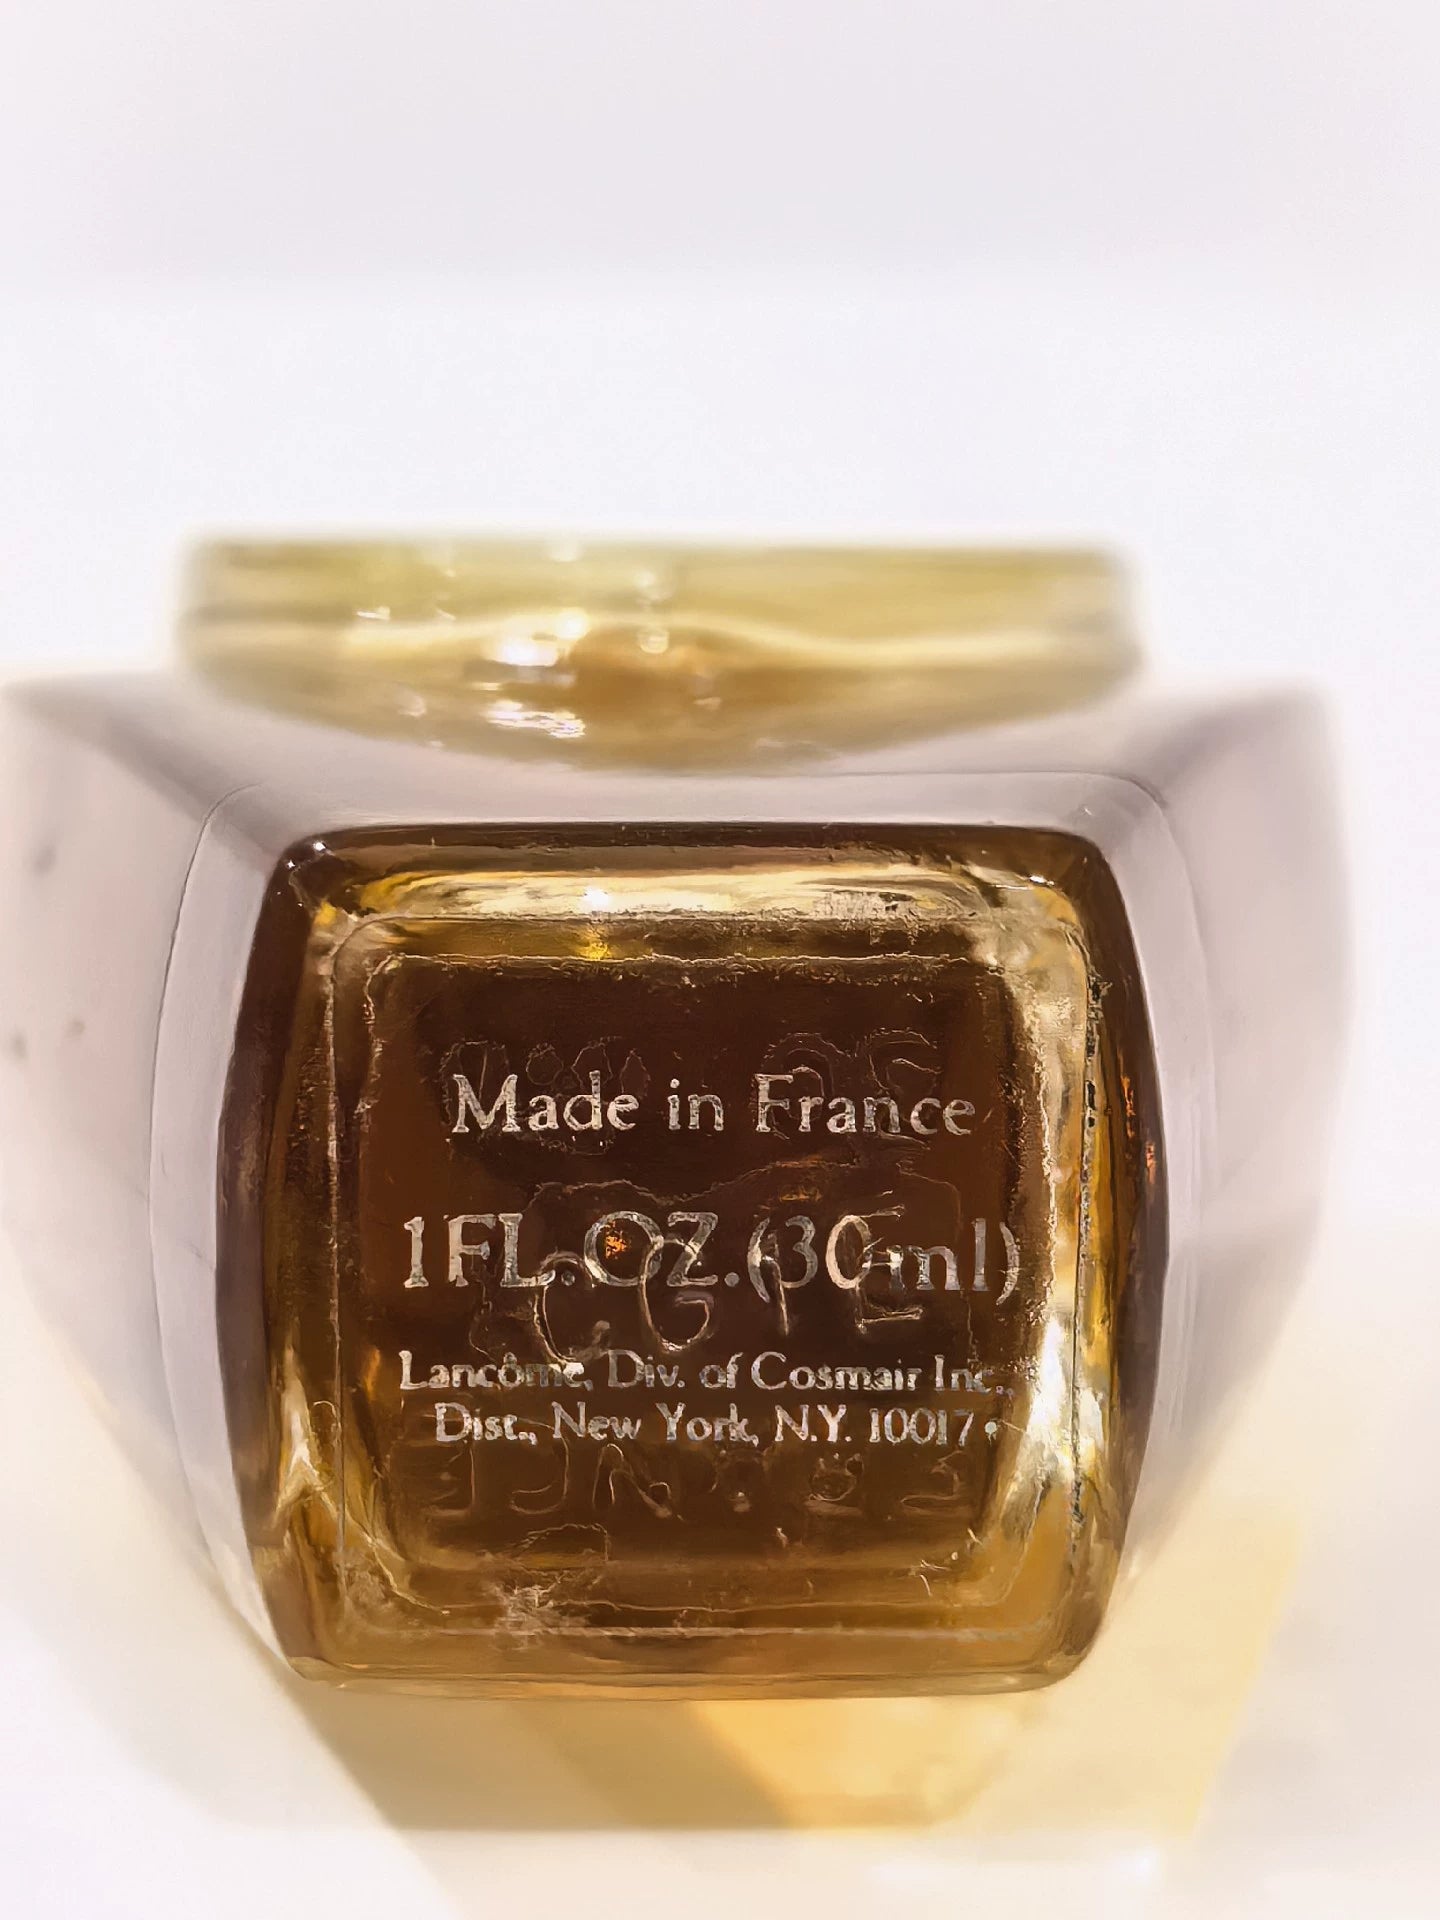 Made in France
1FL.OZ.(30ml)
Lancôme, Div. of Cosmair Inc.,
Dist., New York, N.Y. 10017